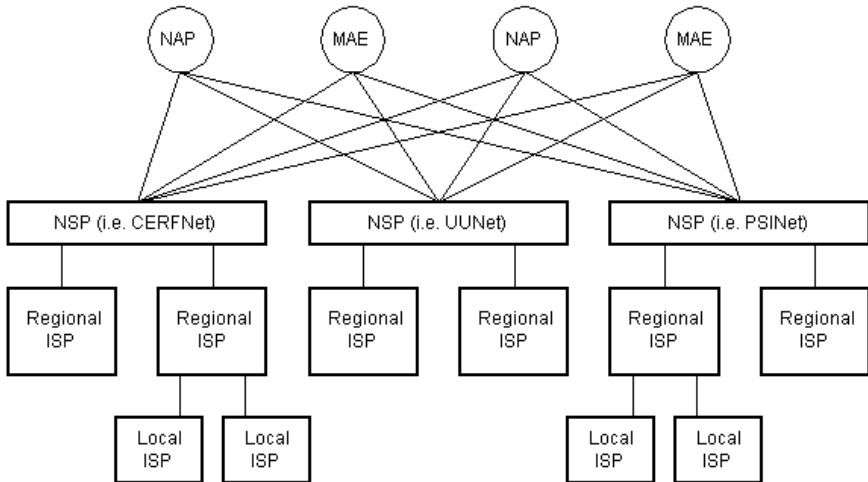 NAP
MAE
NAP
MAE
NSP (i.e. CERFNet)
NSP (i.e. UUNet)
NSP (i.e. PSINet)
Regional
ISP
Regional
ISP
Regional
ISP
Regional
ISP
Regional
ISP
Regional
ISP
Local
ISP
Local
ISP
Local
ISP
Local
ISP